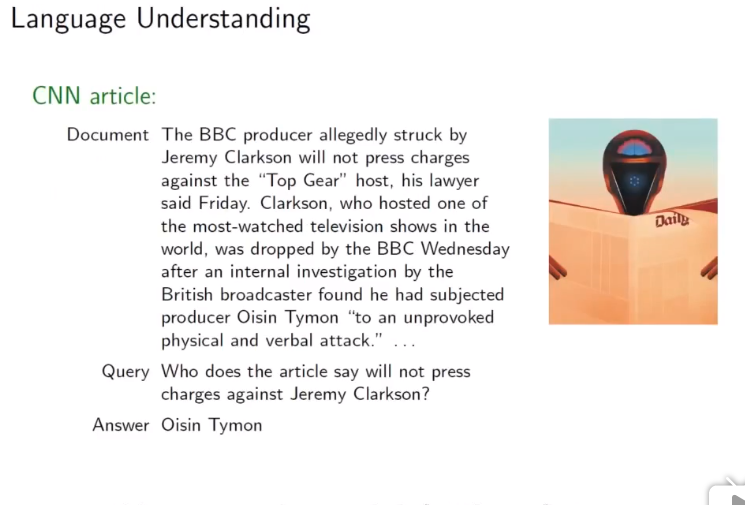 Language Understanding
CNN article:
Document The BBC producer allegedly struck by
Jeremy Clarkson will not press charges
against the “Top Gear” host, his lawyer
said Friday. Clarkson, who hosted one of
the most-watched television shows in the
world, was dropped by the BBC Wednesday
after an internal investigation by the
British broadcaster found he had subjected
producer Oisin Tymon “to an unprovoked
physical and verbal attack.” ...
Daily
Query Who does the article say will not press
charges against Jeremy Clarkson?
Answer Oisin Tymon